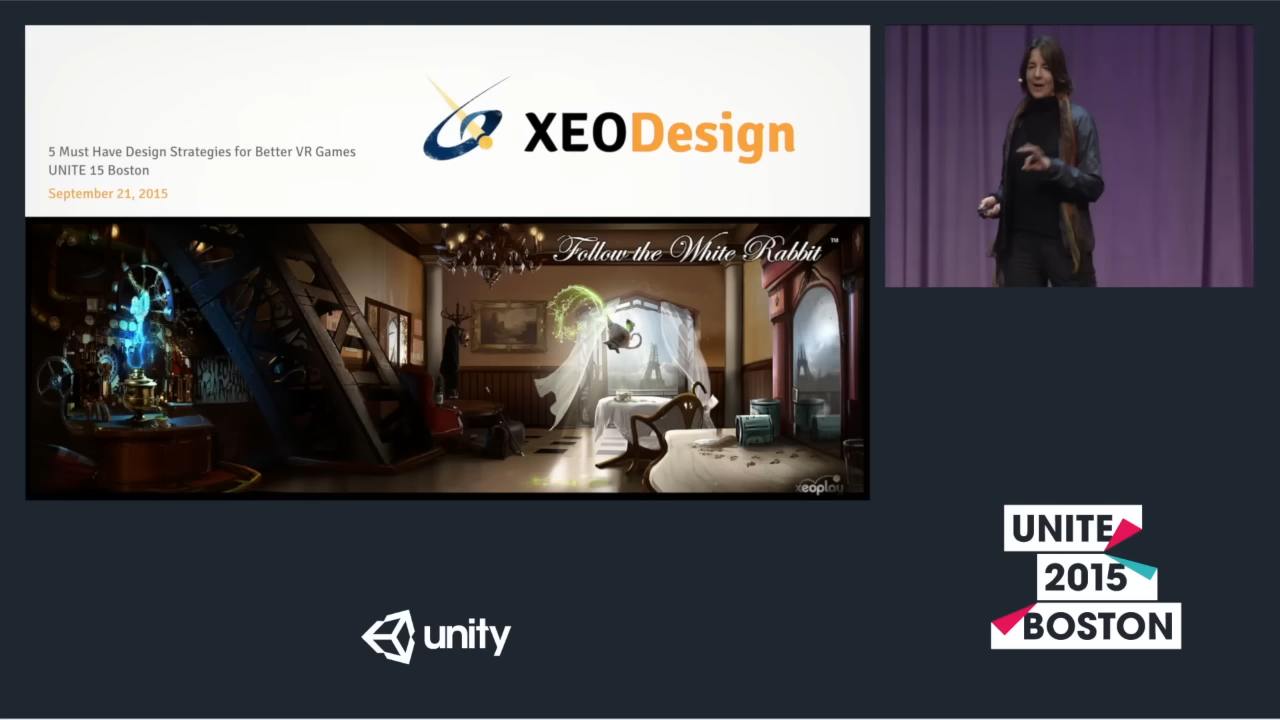 XEODesign
5 Must Have Design Strategies for Better VR Games
UNITE 15 Boston
September 21, 2015
Follow the White Rabbit™
xeoplay
unity
UNITE
2015
BOSTON